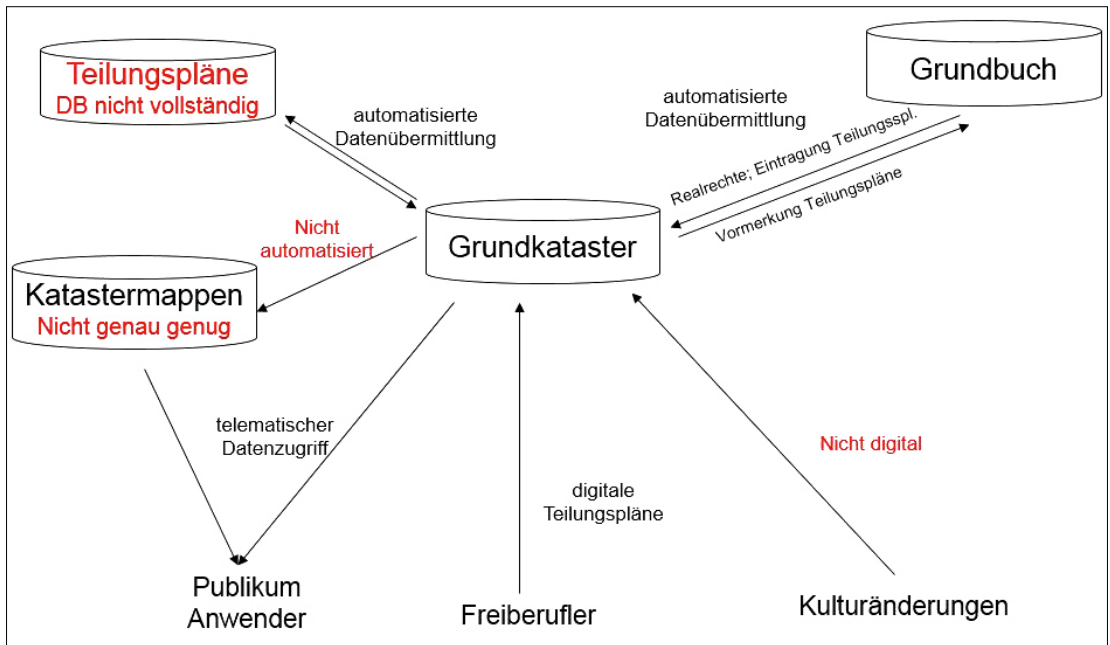 Teilungspläne
DB nicht vollständig
Grundbuch
automatisierte
Datenübermittlung
automatisierte
Datenübermittlung
Realrechte; Eintragung Teilungsspl.
Vormerkung Teilungspläne
Nicht
automatisiert
Grundkataster
Katastermappen
Nicht genau genug
telematischer
Datenzugriff
Nicht digital
digitale
Teilungspläne
Publikum
Anwender
Freiberufler
Kulturänderungen